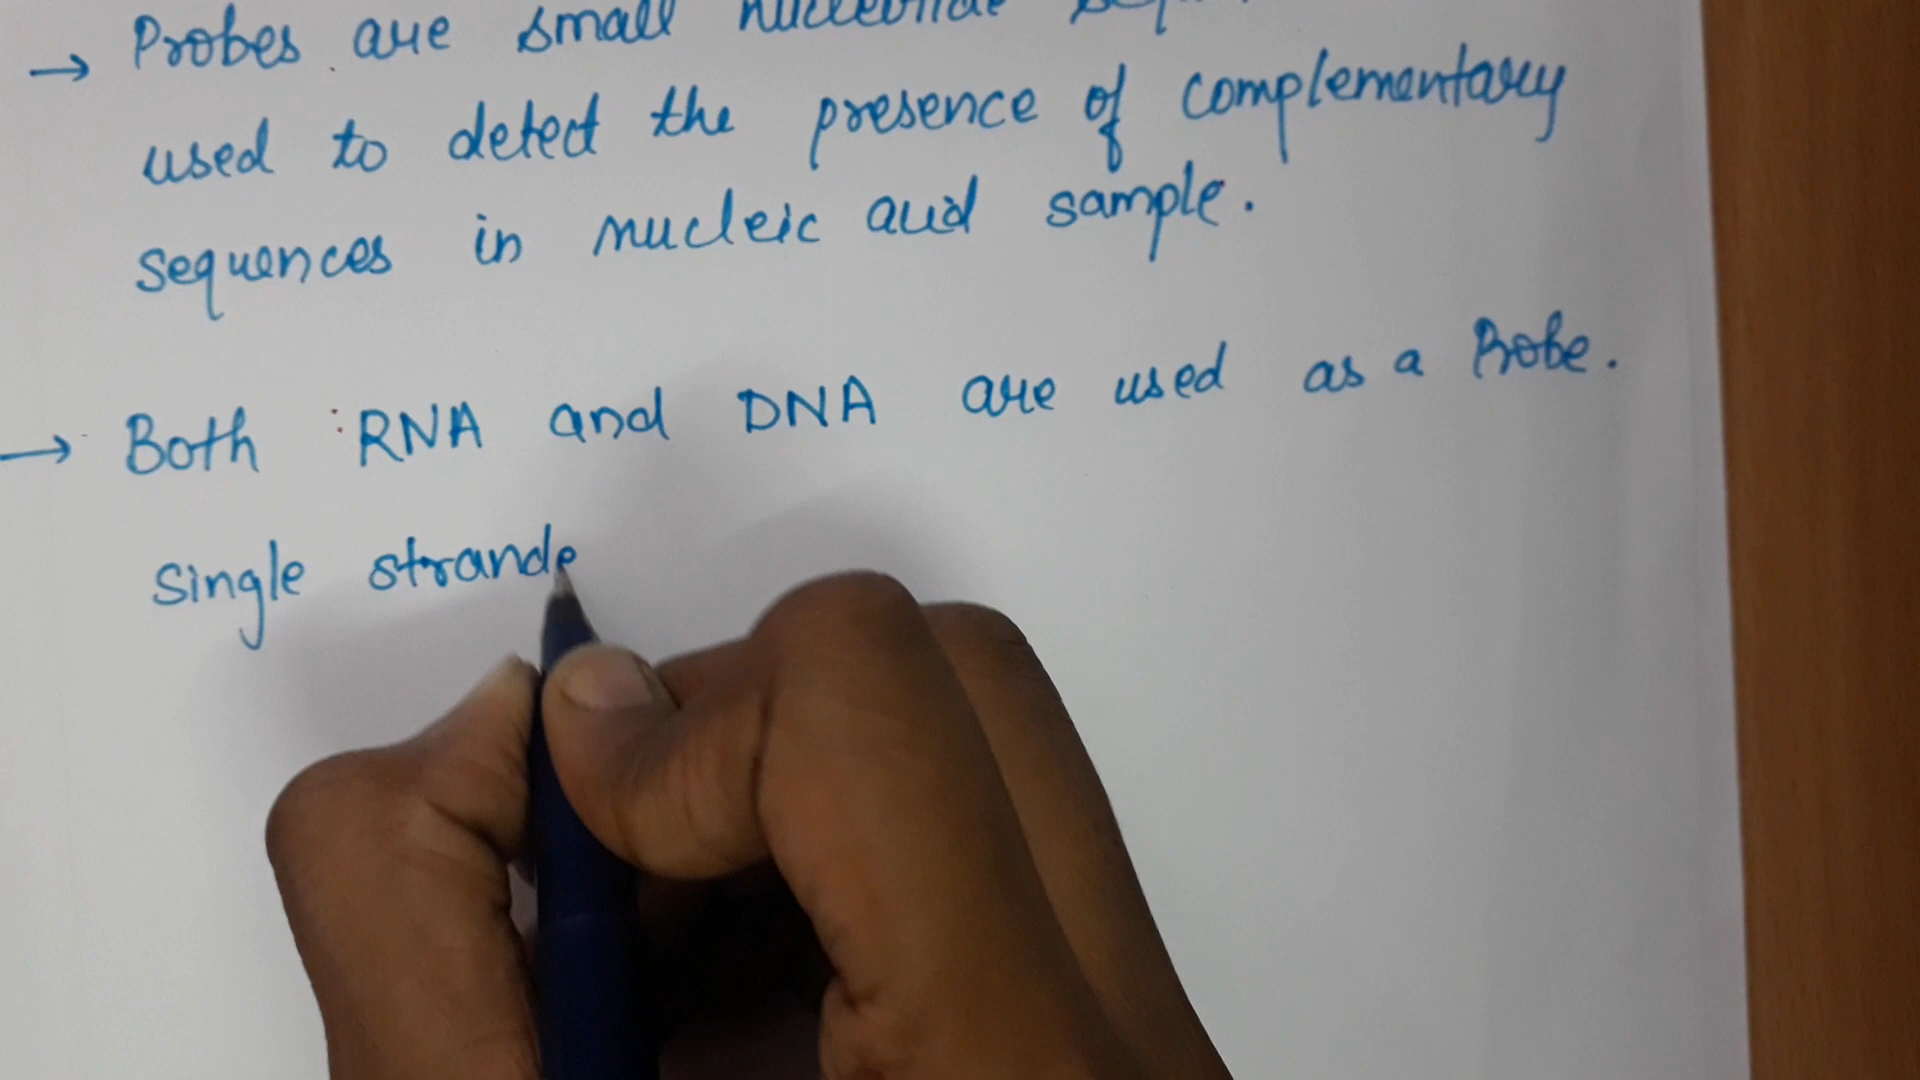 → Probes are small nucleotide
used to detect the presence of complementary
sequences in nucleic acid sample.
→ Both RNA and DNA are used as a Probe.
Single strande